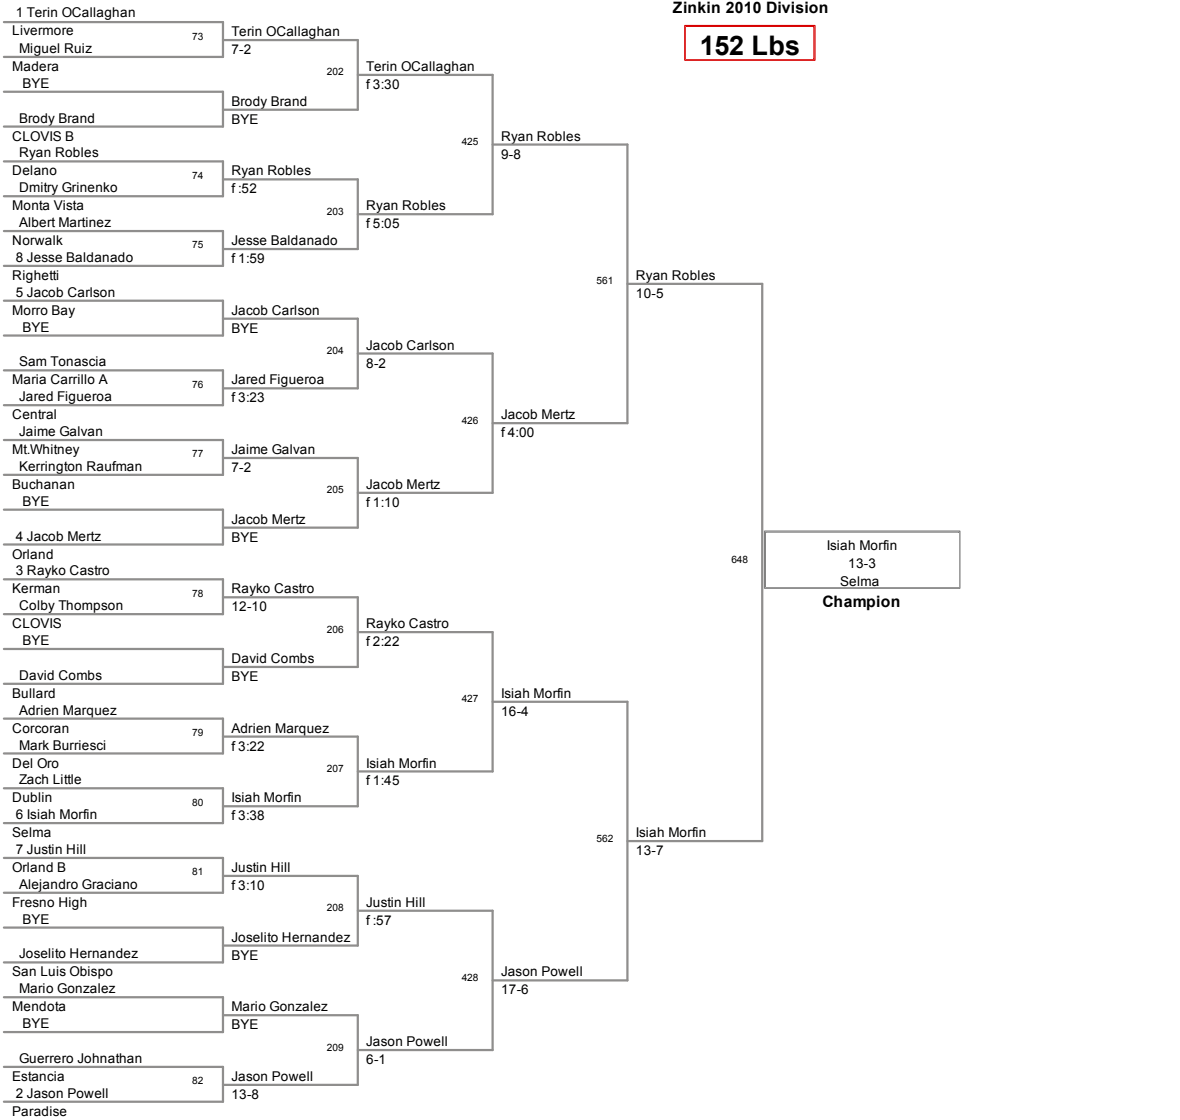 Zinkin 2010 Division
152 Lbs
1 Terin OCallaghan
Livermore
73
Miguel Ruiz
Madera
BYE
Brody Brand
CLOVIS B
Ryan Robles
Delano
74
Dmitry Grinenko
Monta Vista
Albert Martinez
Norwalk
75
8 Jesse Baldanado
Righetti
5 Jacob Carlson
Morro Bay
BYE
Sam Tonascia
Maria Carrillo A
76
Jared Figueroa
Central
Jaime Galvan
Mt.Whitney
77
Kerrington Raufman
Buchanan
BYE
4 Jacob Mertz
Orland
3 Rayko Castro
Kerman
78
Colby Thompson
CLOVIS
BYE
David Combs
Bullard
Adrien Marquez
Corcoran
79
Mark Burriesci
Del Oro
Zach Little
Dublin
80
6 Isiah Morfin
Selma
7 Justin Hill
Orland B
81
Alejandro Graciano
Fresno High
BYE
Joselito Hernandez
San Luis Obispo
Mario Gonzalez
Mendota
BYE
Guerrero Johnathan
Estancia
82
2 Jason Powell
Paradise
Terin OCallaghan
7-2
202
Brody Brand
BYE
Ryan Robles
f :52
203
Jesse Baldanado
f 1:59
Jacob Carlson
BYE
204
Jared Figueroa
f 3:23
Jaime Galvan
7-2
205
Jacob Mertz
BYE
Rayko Castro
12-10
206
David Combs
BYE
Adrien Marquez
f 3:22
207
Isiah Morfin
f 3:38
Justin Hill
f 3:10
208
Joselito Hernandez
BYE
Mario Gonzalez
BYE
209
Jason Powell
13-8
Terin OCallaghan
f 3:30
425
Ryan Robles
f 5:05
Jacob Carlson
8-2
426
Jacob Mertz
f 1:10
Rayko Castro
f 2:22
427
Isiah Morfin
f 1:45
Justin Hill
f :57
428
Jason Powell
6-1
Ryan Robles
9-8
561
Jacob Mertz
f 4:00
Isiah Morfin
16-4
562
Jason Powell
17-6
Ryan Robles
10-5
648
Isiah Morfin
13-7
Isiah Morfin
13-3
Selma
Champion